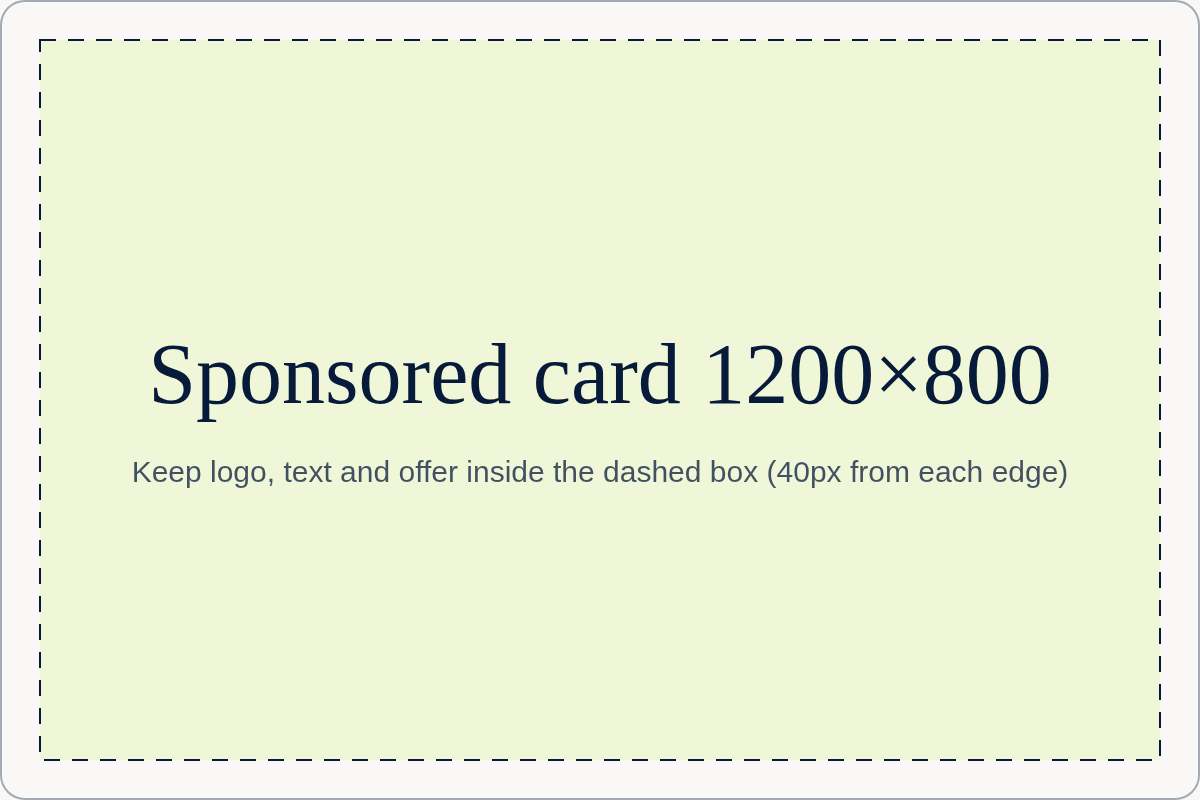 Sponsored card 1200×800
Keep logo, text and offer inside the dashed box (40px from each edge)